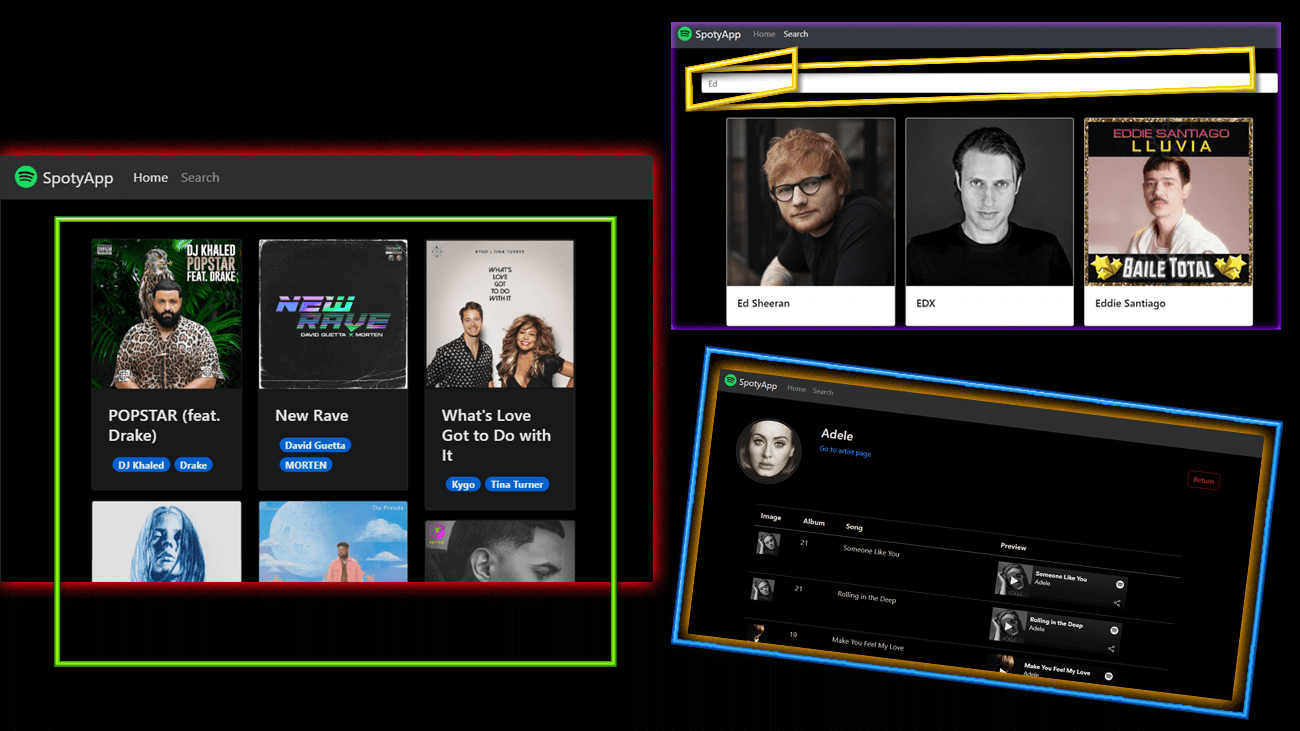 SpotyApp Home Search
DJ KHALED
POPSTAR
FEAT. DRAKE
POPSTAR (feat.
Drake)
DJ Khaled Drake
NEW
RAVE
DAVID GUETTA X MORTEN
New Rave
David Guetta
MORTEN
KYGO X TINA TURNER
WHAT'S
LOVE
GOT
TO DO
WITH IT
What's Love
Got to Do with
It
Kygo Tina Turner
The Prelude
SpotyApp Home Search
Ed
EDDIE SANTIAGO
LLUVIA
BAILE TOTAL
Ed Sheeran
EDX
Eddie Santiago
SpotyApp Home Search
Adele
Go to artist page
Return
Image Album Song Preview
21 Someone Like You
Someone Like You
Adele
21 Rolling in the Deep
Rolling in the Deep
Adele
19 Make You Feel My Love
Make You Feel My Love
Adele